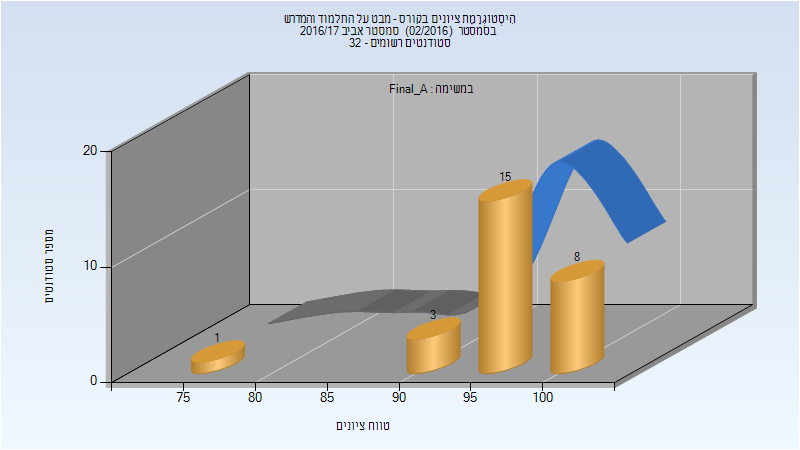 היסטוגרמת ציונים בקורס - מבט על התלמוד והמדרש
בסמסטר (02/2016) סמסטר אביב 2016/17
סטודנטים רשומים - 32
במשימה : Final_A
20
10
0
מספר סטודנטים
1
3
15
8
75 80 85 90 95 100
טווח ציונים